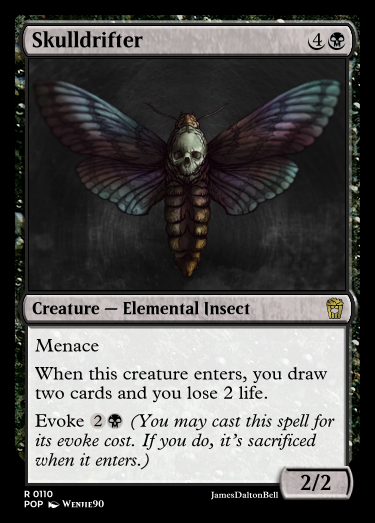 Skulldrifter 4
Creature — Elemental Insect
Menace
When this creature enters, you draw
two cards and you lose 2 life.
Evoke 2 (You may cast this spell for
its evoke cost. If you do, it's sacrificed
when it enters.)
2/2
R 0110
POP Wenjie90
JamesDaltonBell